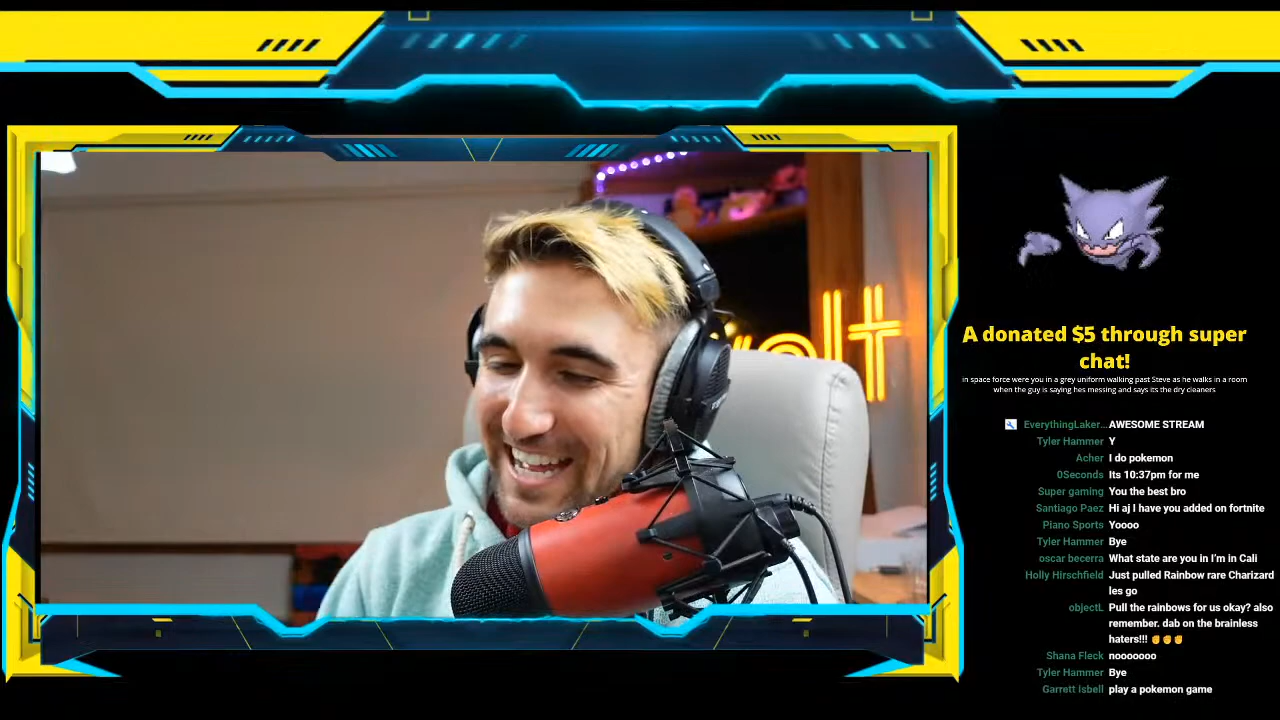 olt
A donated $5 through super
chat!
in space force were you in a grey uniform walking past Steve as he walks in a room
when the guy is saying hes messing and says its the dry cleaners
EverythingLaker... AWESOME STREAM
Tyler Hammer Y
Acher I do pokemon
0Seconds Its 10:37pm for me
Super gaming You the best bro
Santiago Paez Hi aj I have you added on fortnite
Piano Sports Yoooo
Tyler Hammer Bye
oscar becerra What state are you in I'm in Cali
Holly Hirschfield Just pulled Rainbow rare Charizard
les go
objectL Pull the rainbows for us okay? also
remember. dab on the brainless
haters!!! ✊✊✊
Shana Fleck nooooooo
Tyler Hammer Bye
Garrett Isbell play a pokemon game